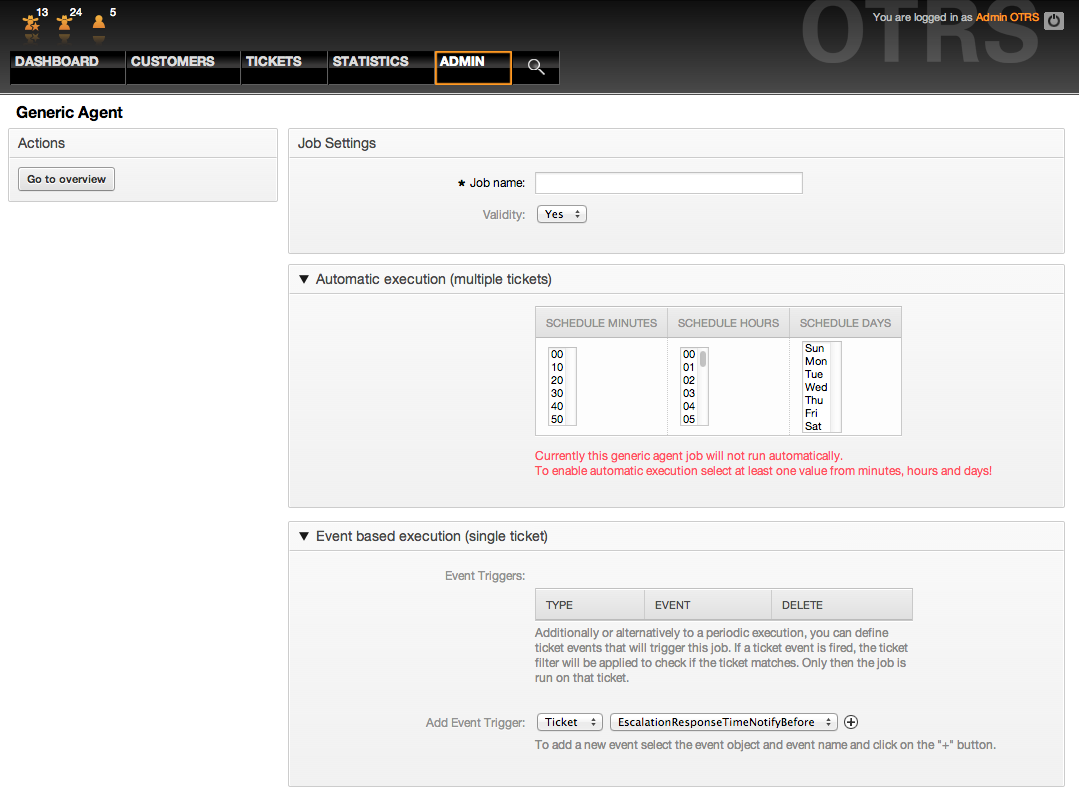 13 24 5
OTRS
You are logged in as Admin OTRS
DASHBOARD CUSTOMERS TICKETS STATISTICS ADMIN
Generic Agent
Actions
Go to overview
Job Settings
* Job name:
Validity: Yes
▼ Automatic execution (multiple tickets)
SCHEDULE MINUTES SCHEDULE HOURS SCHEDULE DAYS
00
10
20
30
40
50
00
01
02
03
04
05
Sun
Mon
Tue
Wed
Thu
Fri
Sat
Currently this generic agent job will not run automatically.
To enable automatic execution select at least one value from minutes, hours and days!
▼ Event based execution (single ticket)
Event Triggers:
TYPE EVENT DELETE
Additionally or alternatively to a periodic execution, you can define
ticket events that will trigger this job. If a ticket event is fired, the ticket
filter will be applied to check if the ticket matches. Only then the job is
run on that ticket.
Add Event Trigger: Ticket EscalationResponseTimeNotifyBefore
To add a new event select the event object and event name and click on the "+" button.